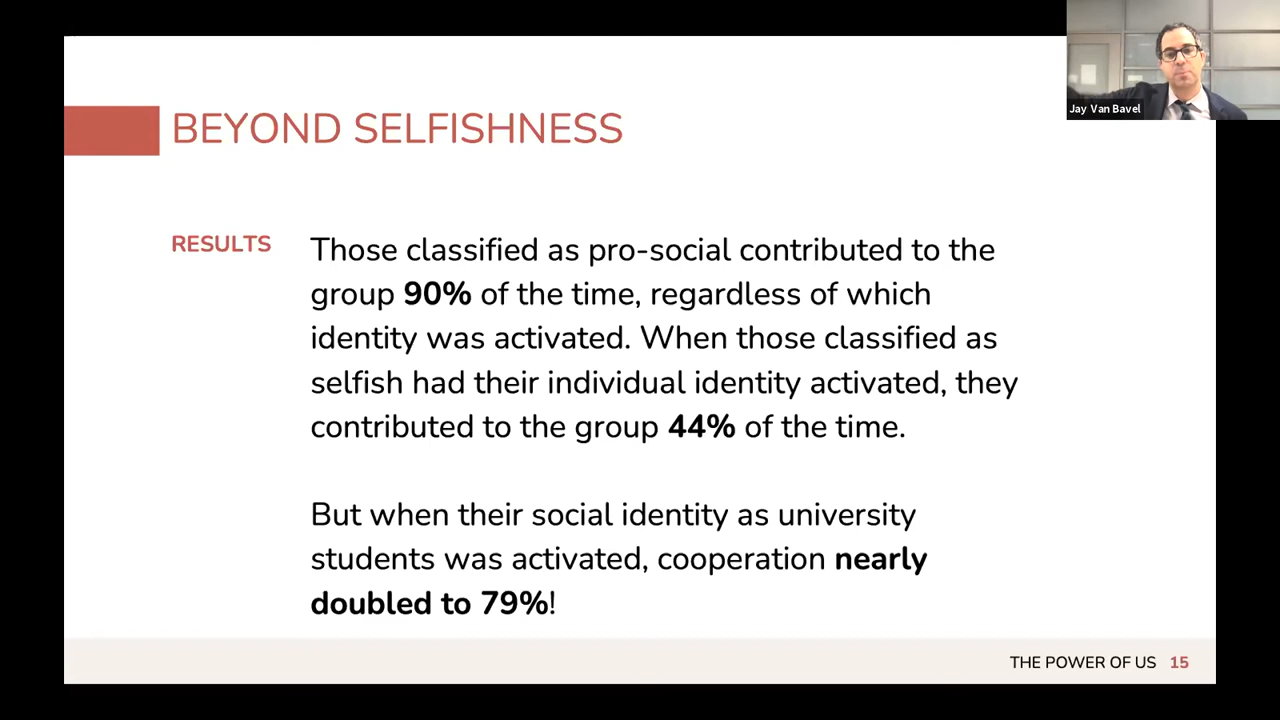 Jay Van Bavel
BEYOND SELFISHNESS
RESULTS
Those classified as pro-social contributed to the
group 90% of the time, regardless of which
identity was activated. When those classified as
selfish had their individual identity activated, they
contributed to the group 44% of the time.
But when their social identity as university
students was activated, cooperation nearly
doubled to 79%!
THE POWER OF US 15